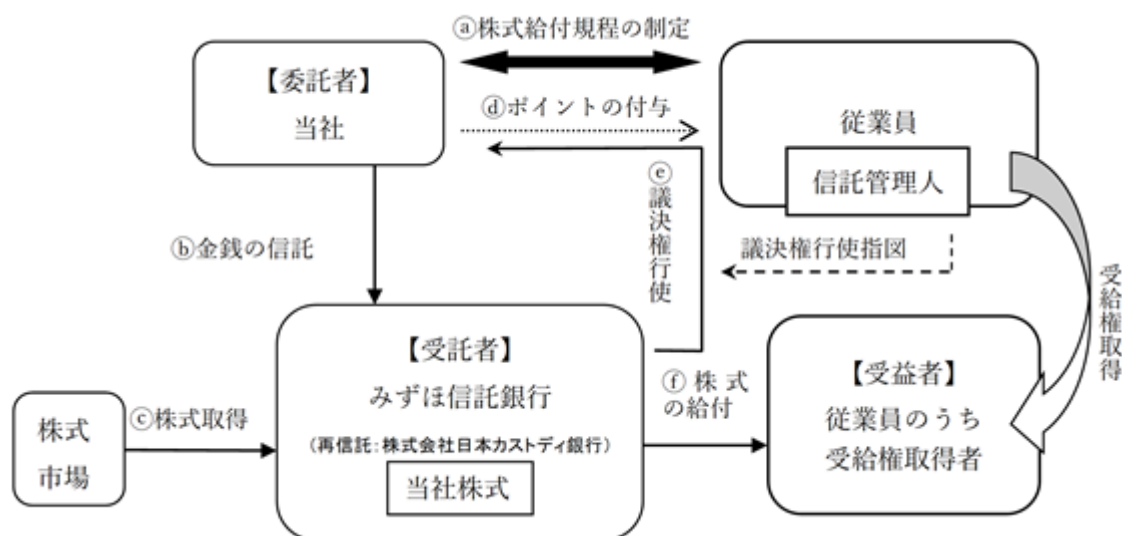 ⓐ株式給付規程の制定
【委託者】
当社
ⓓポイントの付与
従業員
信託管理人
ⓔ議決権行使
議決権行使指図
ⓑ金銭の信託
受給権取得
【受託者】
みずほ信託銀行
(再信託:株式会社日本カストディ銀行)
当社株式
ⓕ株式
の給付
【受益者】
従業員のうち
受給権取得者
ⓒ株式取得
株式
市場